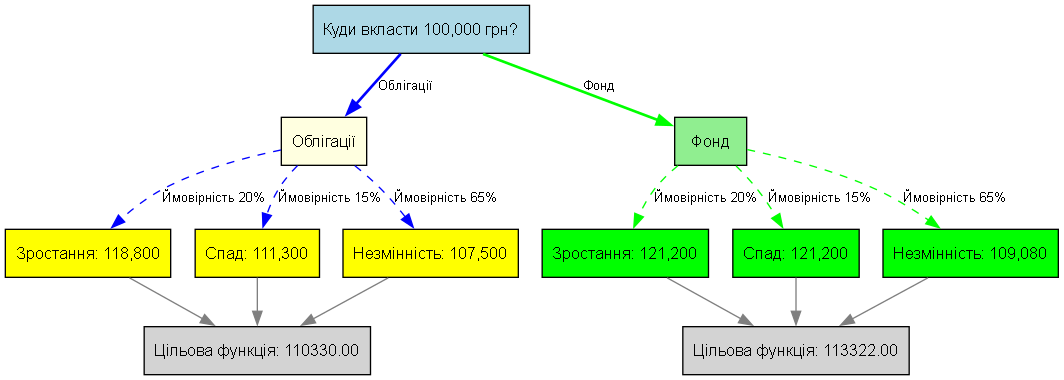 Куди вкласти 100,000 грн?
Облігації
Фонд
Облігації
Фонд
Ймовірність 20%
Ймовірність 15%
Ймовірність 65%
Ймовірність 20%
Ймовірність 15%
Ймовірність 65%
Зростання: 118,800
Спад: 111,300
Незмінність: 107,500
Зростання: 121,200
Спад: 121,200
Незмінність: 109,080
Цільова функція: 110330.00
Цільова функція: 113322.00